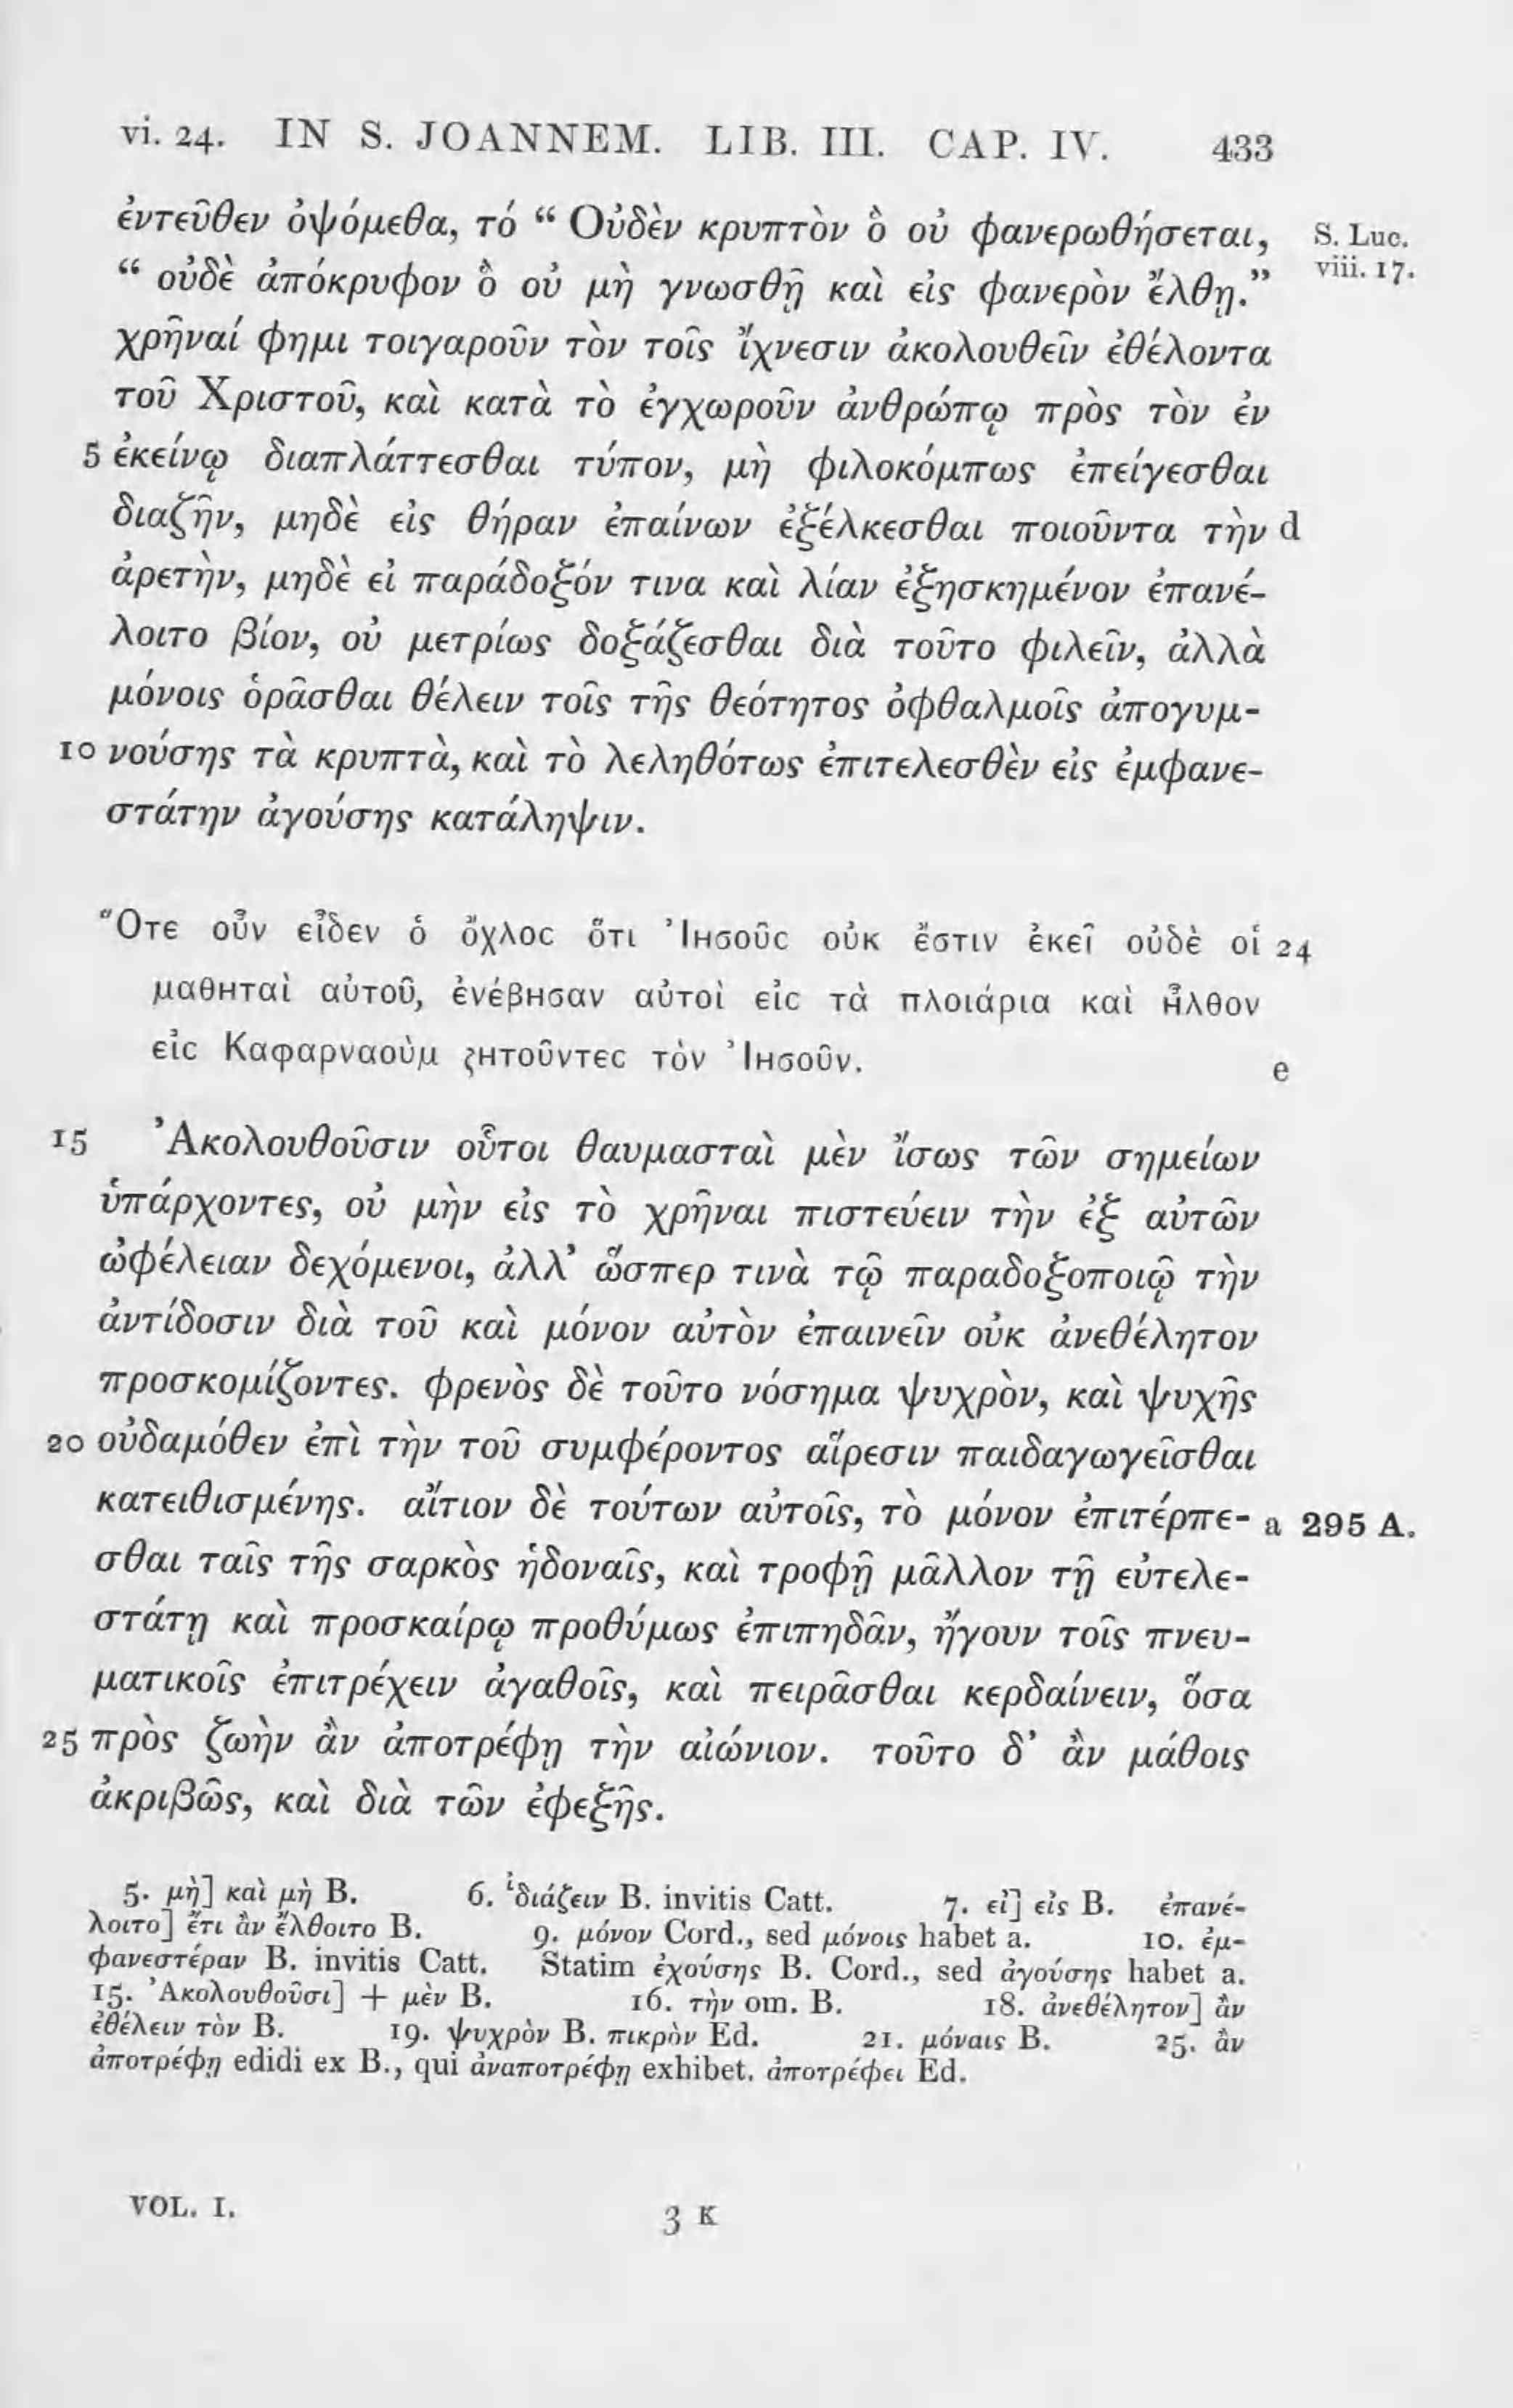 vi. 24. IN S. JOANNEM. LIB. III. CAP. IV. 433
ἐντεῦθεν ὀψόμεθα, τό “ Οὐδὲν κρυπτὸν ὃ οὐ φανερωθήσεται, S. Luc.
“ οὐδὲ ἀπόκρυφον ὃ οὐ μὴ γνωσθῇ καὶ εἰς φανερὸν ἔλθῃ.” viii. 17.
χρῆναί φημι τοιγαροῦν τὸν τοῖς ἴχνεσιν ἀκολουθεῖν ἐθέλοντα
τοῦ Χριστοῦ, καὶ κατὰ τὸ ἐγχωροῦν ἀνθρώπῳ πρὸς τὸν ἐν
5 ἐκείνῳ διαπλάττεσθαι τύπον, μὴ φιλοκόμπως ἐπείγεσθαι
διαζῆν, μηδὲ εἰς θήραν ἐπαίνων ἐξέλκεσθαι ποιοῦντα τὴν d
ἀρετὴν, μηδὲ εἰ παράδοξόν τινα καὶ λίαν ἐξησκημένον ἐπανέ-
λοιτο βίον, οὐ μετρίως δοξάζεσθαι διὰ τοῦτο φιλεῖν, ἀλλὰ
μόνοις ὁρᾶσθαι θέλειν τοῖς τῆς θεότητος ὀφθαλμοῖς ἀπογυμ-
10 νούσης τὰ κρυπτὰ, καὶ τὸ λεληθότως ἐπιτελεσθὲν εἰς ἐμφανε-
στάτην ἀγούσης κατάληψιν.
Ὅτε οὖν εἶδεν ὁ ὄχλος ὅτι Ἰησοῦς οὐκ ἔστιν ἐκεῖ οὐδὲ οἱ 24
μαθηταὶ αὐτοῦ, ἐνέβησαν αὐτοὶ εἰς τὰ πλοιάρια καὶ ἦλθον
εἰς Καφαρναοὺμ ζητοῦντες τὸν Ἰησοῦν. e
15 Ἀκολουθοῦσιν οὗτοι θαυμασταὶ μὲν ἴσως τῶν σημείων
ὑπάρχοντες, οὐ μὴν εἰς τὸ χρῆναι πιστεύειν τὴν ἐξ αὐτῶν
ὠφέλειαν δεχόμενοι, ἀλλ’ ὥσπερ τινὰ τῷ παραδοξοποιῷ τὴν
ἀντίδοσιν διὰ τοῦ καὶ μόνον αὐτὸν ἐπαινεῖν οὐκ ἀνεθέλητον
προσκομίζοντες. φρενὸς δὲ τοῦτο νόσημα ψυχρὸν, καὶ ψυχῆς
20 οὐδαμόθεν ἐπὶ τὴν τοῦ συμφέροντος αἵρεσιν παιδαγωγεῖσθαι
κατειθισμένης. αἴτιον δὲ τούτων αὐτοῖς, τὸ μόνον ἐπιτέρπε- a 295 A.
σθαι ταῖς τῆς σαρκὸς ἡδοναῖς, καὶ τροφῇ μᾶλλον τῇ εὐτελε-
στάτῃ καὶ προσκαίρῳ προθύμως ἐπιπηδᾶν, ἤγουν τοῖς πνευ-
ματικοῖς ἐπιτρέχειν ἀγαθοῖς, καὶ πειρᾶσθαι κερδαίνειν, ὅσα
25 πρὸς ζωὴν ἂν ἀποτρέφῃ τὴν αἰώνιον. τοῦτο δ’ ἂν μάθοις
ἀκριβῶς, καὶ διὰ τῶν ἐφεξῆς.
5. μὴ] καὶ μὴ B. 6. ἰδιάζειν B. invitis Catt. 7. εἰ] εἰς B. ἐπανέ-
λοιτο] ἔτι ἂν ἔλθοιτο B. 9. μόνον Cord., sed μόνοις habet a. 10. ἐμ-
φανεστέραν B. invitis Catt. Statim ἐχούσης B. Cord., sed ἀγούσης habet a.
15. Ἀκολουθοῦσι] + μὲν B. 16. τὴν om. B. 18. ἀνεθέλητον] ἂν
ἐθέλειν τὸν B. 19. ψυχρὸν B. πικρὸν Ed. 21. μόναις B. 25. ἂν
ἀποτρέφῃ edidi ex B., qui ἀναποτρέφῃ exhibet. ἀποτρέφει Ed.
VOL. I. 3 K